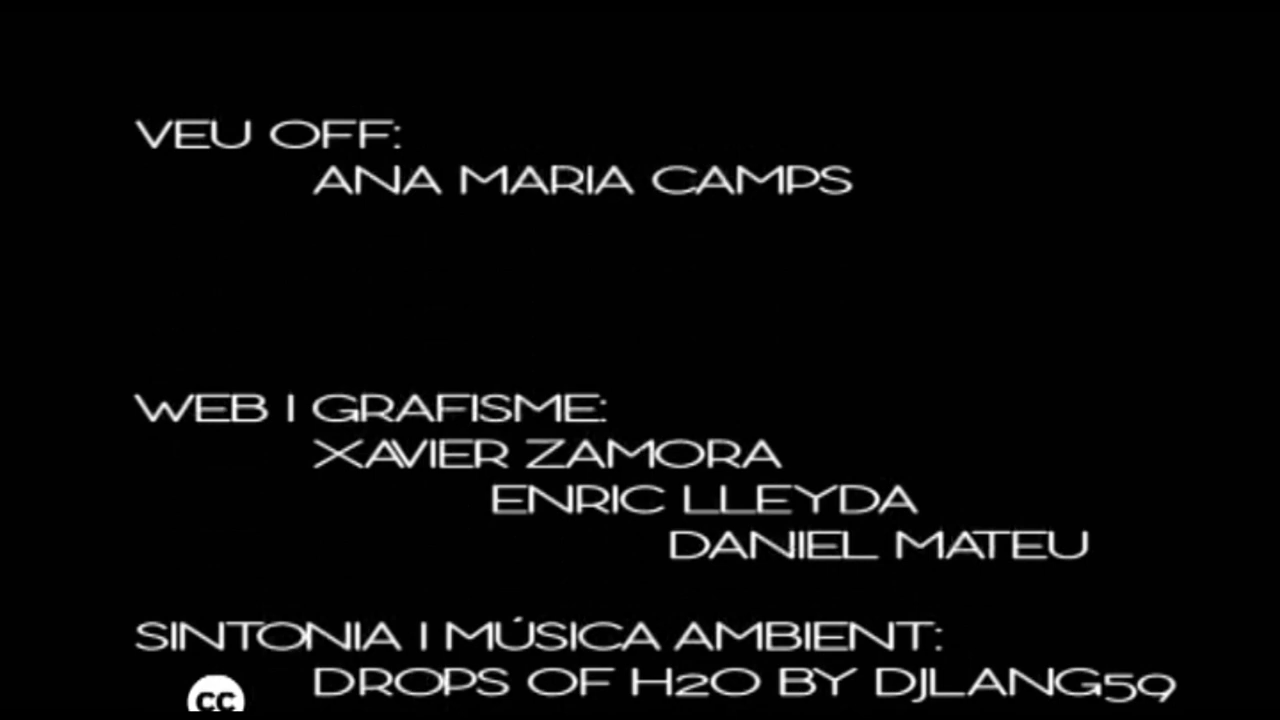 VEU OFF:
ANA MARIA CAMPS
WEB I GRAFISME:
XAVIER ZAMORA
ENRIC LLEYDA
DANIEL MATEU
SINTONIA I MÚSICA AMBIENT:
DROPS OF H2O BY DJLANG59
cc